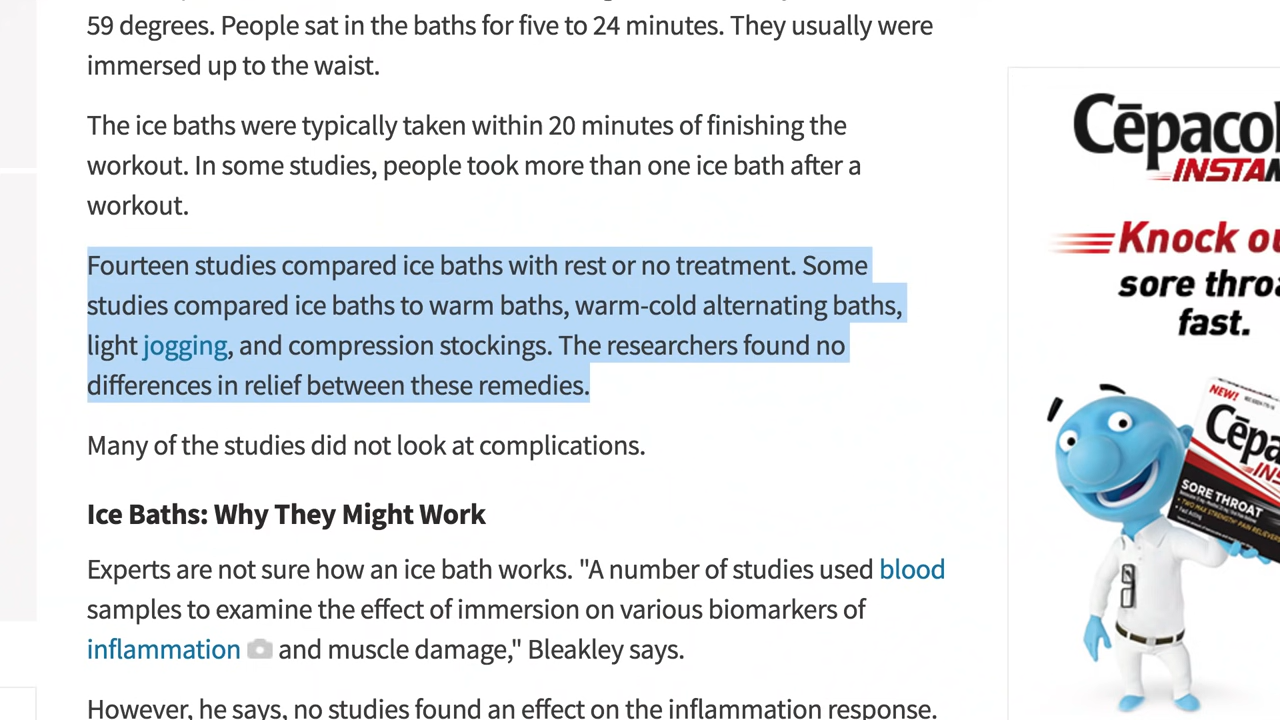 59 degrees. People sat in the baths for five to 24 minutes. They usually were
immersed up to the waist.
The ice baths were typically taken within 20 minutes of finishing the
workout. In some studies, people took more than one ice bath after a
workout.
Fourteen studies compared ice baths with rest or no treatment. Some
studies compared ice baths to warm baths, warm-cold alternating baths,
light jogging, and compression stockings. The researchers found no
differences in relief between these remedies.
Many of the studies did not look at complications.
Ice Baths: Why They Might Work
Experts are not sure how an ice bath works. "A number of studies used blood
samples to examine the effect of immersion on various biomarkers of
inflammation and muscle damage," Bleakley says.
However, he says, no studies found an effect on the inflammation response.
Cēpacol
INSTAM
Knock ou
sore throa
fast.
NEW!
Cēpa
INS
SORE THROAT